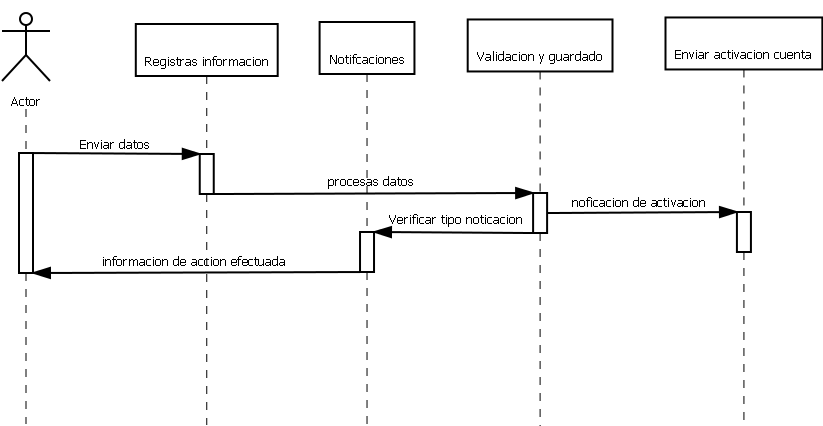 Registras informacion
Notifcaciones
Validacion y guardado
Enviar activacion cuenta
Actor
Enviar datos
procesas datos
noficacion de activacion
Verificar tipo noticacion
informacion de accion efectuada